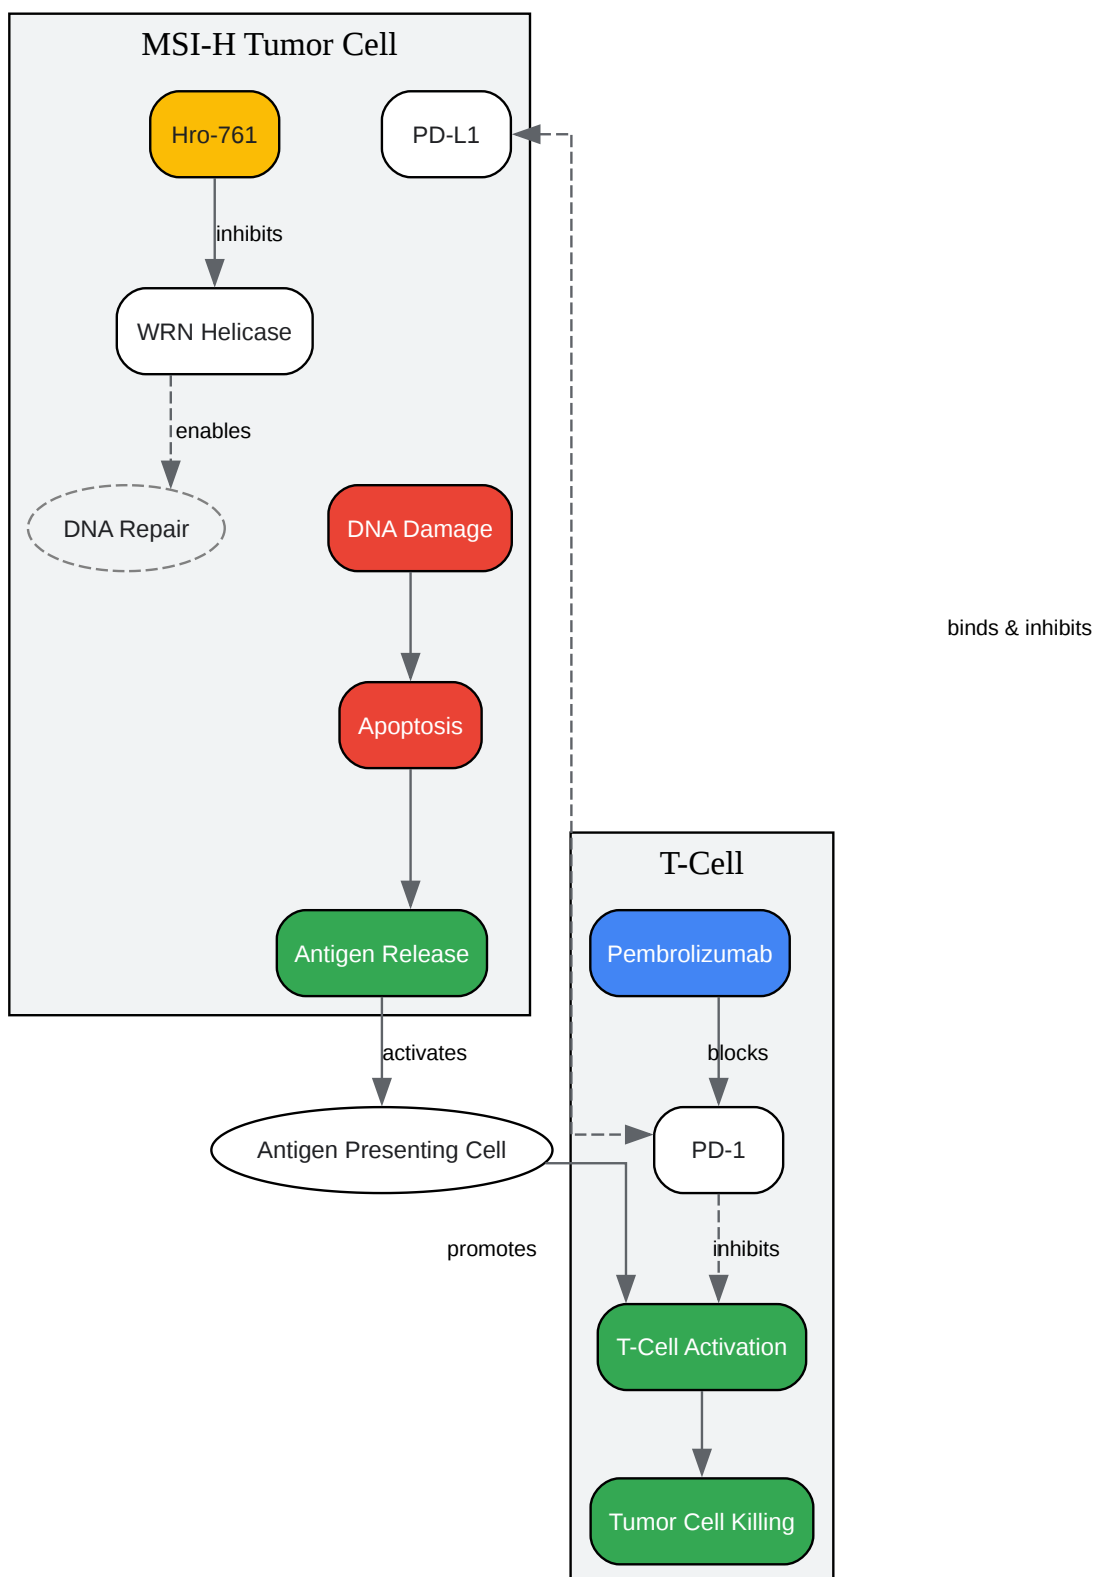 MSI-H Tumor Cell
Hro-761
PD-L1
inhibits
WRN Helicase
enables
DNA Repair
DNA Damage
binds & inhibits
Apoptosis
T-Cell
Antigen Release
Pembrolizumab
activates
blocks
Antigen Presenting Cell
PD-1
promotes
inhibits
T-Cell Activation
Tumor Cell Killing